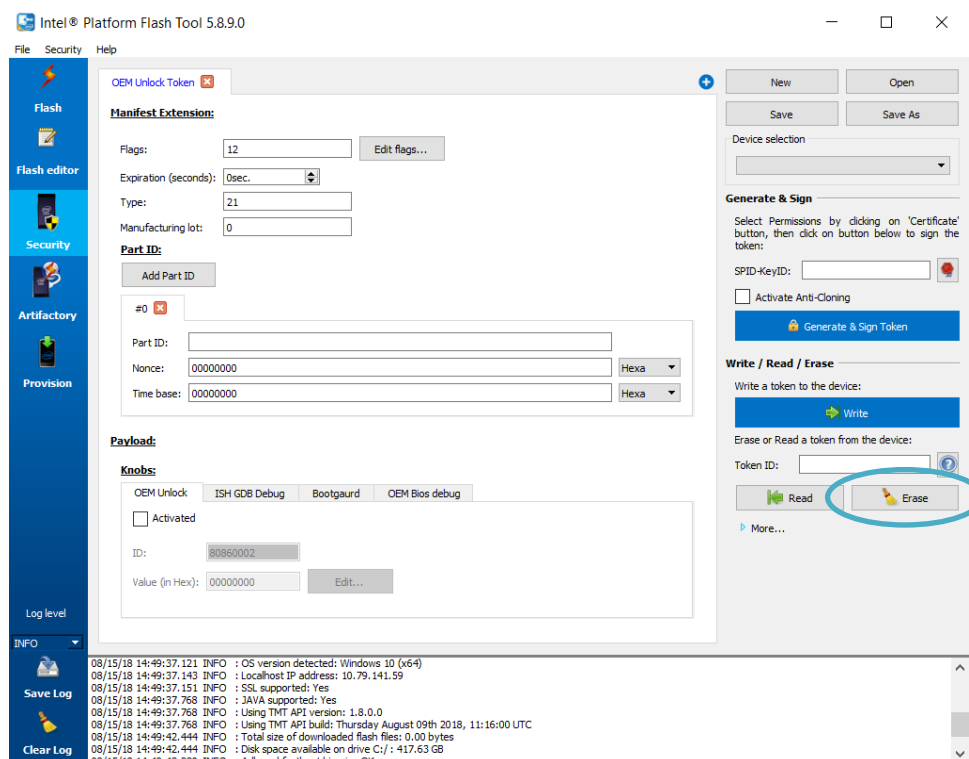 Intel® Platform Flash Tool 5.8.9.0
File Security Help
Flash
Flash editor
Security
Artifactory
Provision
Log level
INFO
Save Log
Clear Log
OEM Unlock Token
Manifest Extension:
Flags: 12 Edit flags...
Expiration (seconds): 0sec.
Type: 21
Manufacturing lot: 0
Part ID:
Add Part ID
#0
Part ID:
Nonce: 00000000 Hexa
Time base: 00000000 Hexa
Payload:
Knobs:
OEM Unlock ISH GDB Debug Bootgaurd OEM Bios debug
Activated
ID: 80860002
Value (in Hex): 00000000 Edit...
New Open
Save Save As
Device selection
Generate & Sign
Select Permissions by clicking on 'Certificate'
button, then click on button below to sign the
token:
SPID-KeyID:
Activate Anti-Cloning
Generate & Sign Token
Write / Read / Erase
Write a token to the device:
Write
Erase or Read a token from the device:
Token ID:
Read Erase
More...
08/15/18 14:49:37.121 INFO : OS version detected: Windows 10 (x64)
08/15/18 14:49:37.143 INFO : Localhost IP address: 10.79.141.59
08/15/18 14:49:37.151 INFO : SSL supported: Yes
08/15/18 14:49:37.768 INFO : JAVA supported: Yes
08/15/18 14:49:37.768 INFO : Using TMT API version: 1.8.0.0
08/15/18 14:49:37.768 INFO : Using TMT API build: Thursday August 09th 2018, 11:16:00 UTC
08/15/18 14:49:42.444 INFO : Total size of downloaded flash files: 0.00 bytes
08/15/18 14:49:42.444 INFO : Disk space available on drive C:/ : 417.63 GB